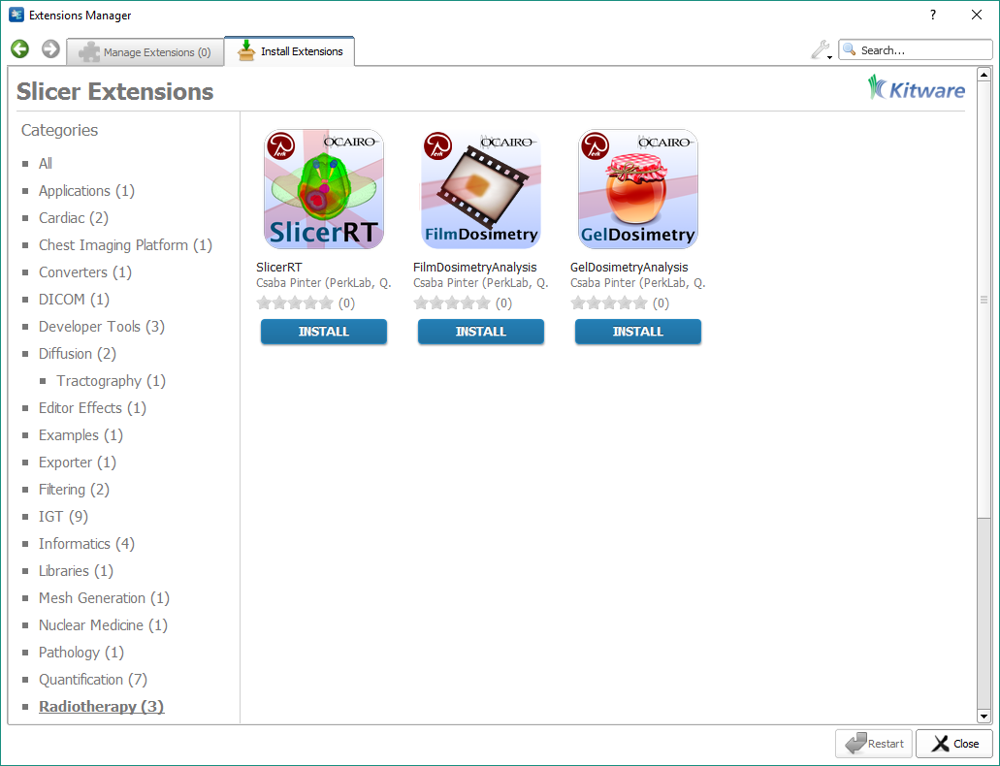 Extensions Manager
Manage Extensions (0)
Install Extensions
Search...
Slicer Extensions
Kitware
Categories
All
Applications (1)
Cardiac (2)
Chest Imaging Platform (1)
Converters (1)
DICOM (1)
Developer Tools (3)
Diffusion (2)
Tractography (1)
Editor Effects (1)
Examples (1)
Exporter (1)
Filtering (2)
IGT (9)
Informatics (4)
Libraries (1)
Mesh Generation (1)
Nuclear Medicine (1)
Pathology (1)
Quantification (7)
Radiotherapy (3)
Perk
OCAIRO
SlicerRT
SlicerRT
Csaba Pinter (PerkLab, Q.
(0)
INSTALL
Perk
OCAIRO
FilmDosimetry
FilmDosimetryAnalysis
Csaba Pinter (PerkLab, Q.
(0)
INSTALL
Perk
OCAIRO
GelDosimetry
GelDosimetryAnalysis
Csaba Pinter (PerkLab, Q.
(0)
INSTALL
Restart
Close